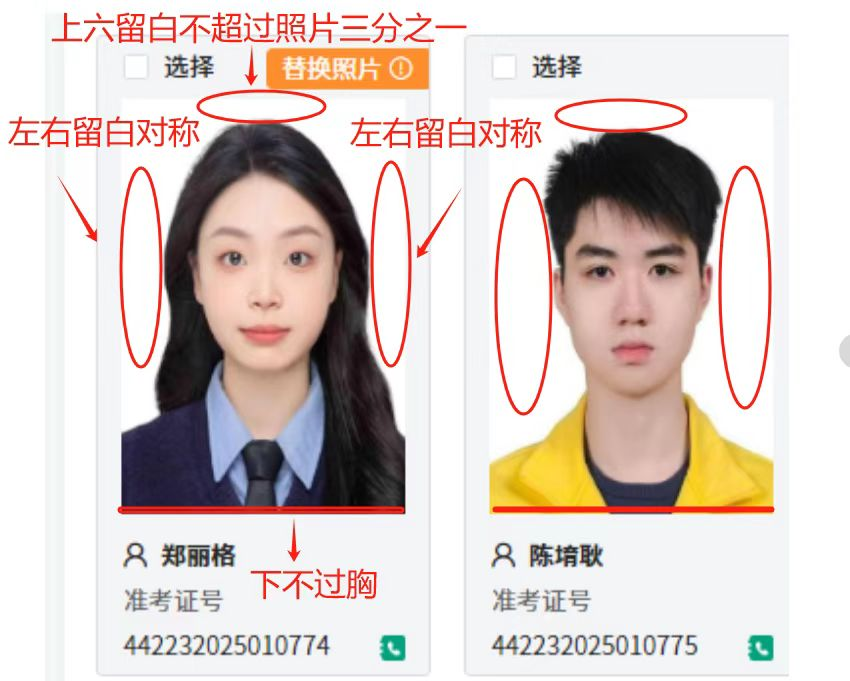 上六留白不超过照片三分之一
选择
替换照片
选择
左右留白对称
左右留白对称
郑丽格
陈堉耿
下不过胸
准考证号
准考证号
442232025010774
442232025010775